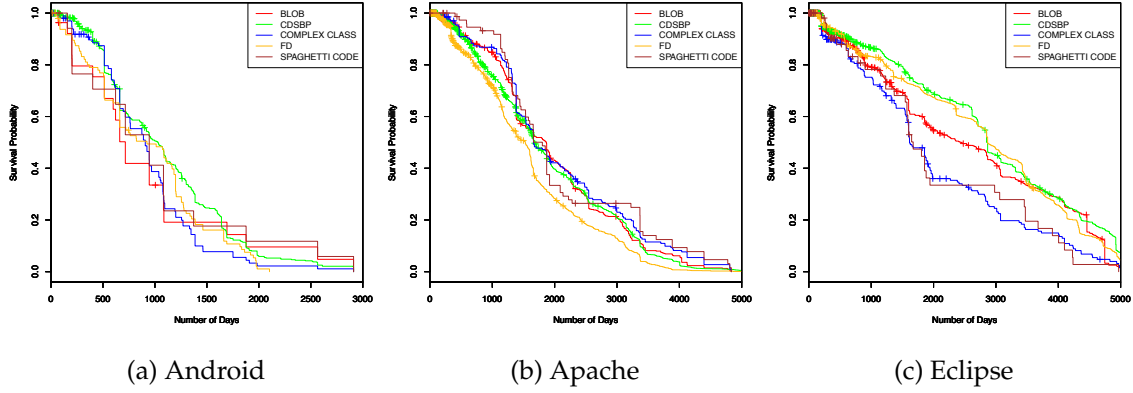 BLOB
CDSBP
COMPLEX CLASS
FD
SPAGHETTI CODE
Survival Probability
1.0
0.8
0.6
0.4
0.2
0.0
0 500 1000 1500 2000 2500 3000
Number of Days
(a) Android
BLOB
CDSBP
COMPLEX CLASS
FD
SPAGHETTI CODE
Survival Probability
1.0
0.8
0.6
0.4
0.2
0.0
0 1000 2000 3000 4000 5000
Number of Days
(b) Apache
BLOB
CDSBP
COMPLEX CLASS
FD
SPAGHETTI CODE
Survival Probability
1.0
0.8
0.6
0.4
0.2
0.0
0 1000 2000 3000 4000 5000
Number of Days
(c) Eclipse